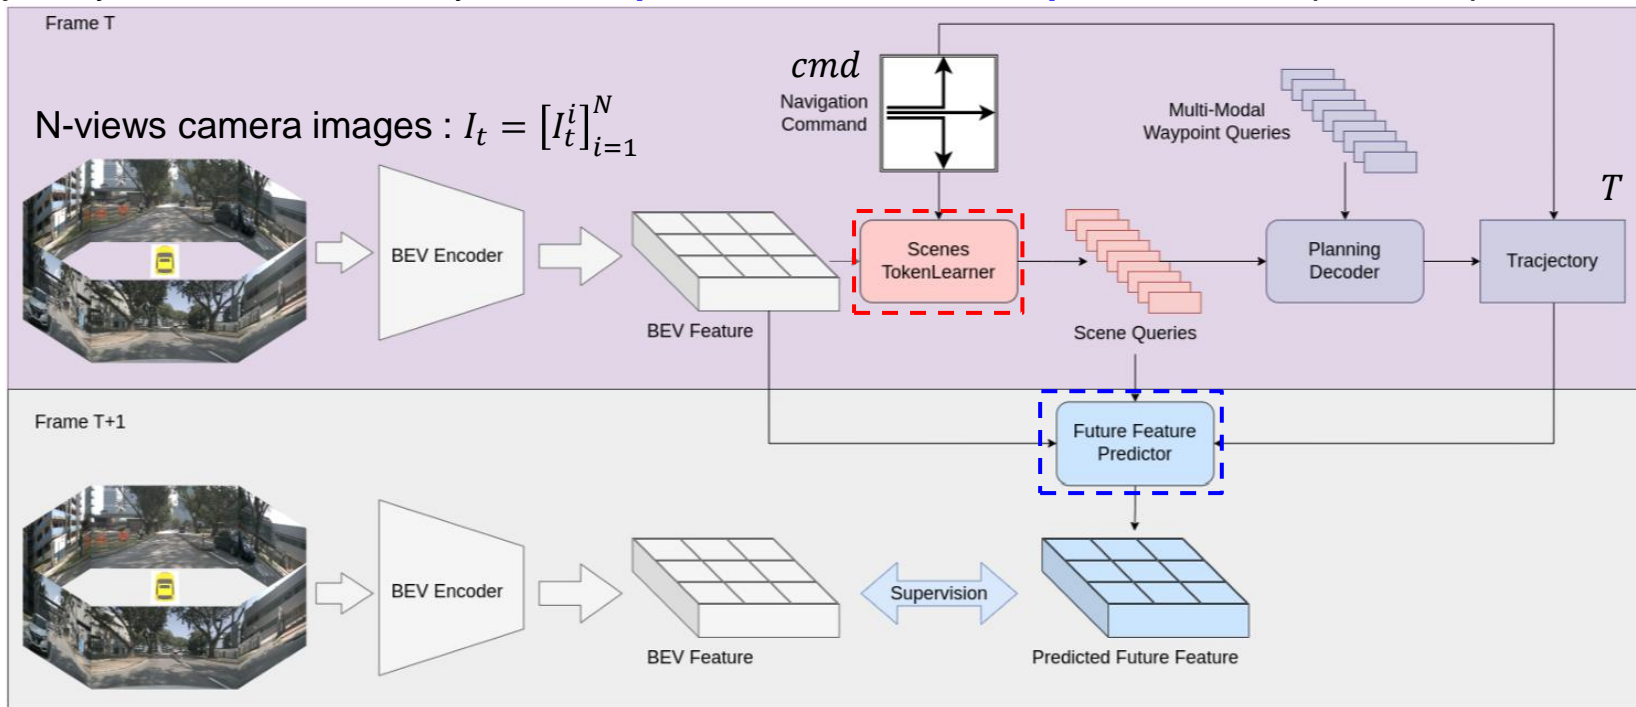 Frame T
cmd
Navigation
Command
Multi-Modal
Waypoint Queries
N-views camera images : $I_t = [I_t^i]_{i=1}^N$
T
BEV Encoder
BEV Feature
Scenes
TokenLearner
Scene Queries
Planning
Decoder
Tracjectory
Frame T+1
Future Feature
Predictor
BEV Encoder
BEV Feature
Supervision
Predicted Future Feature